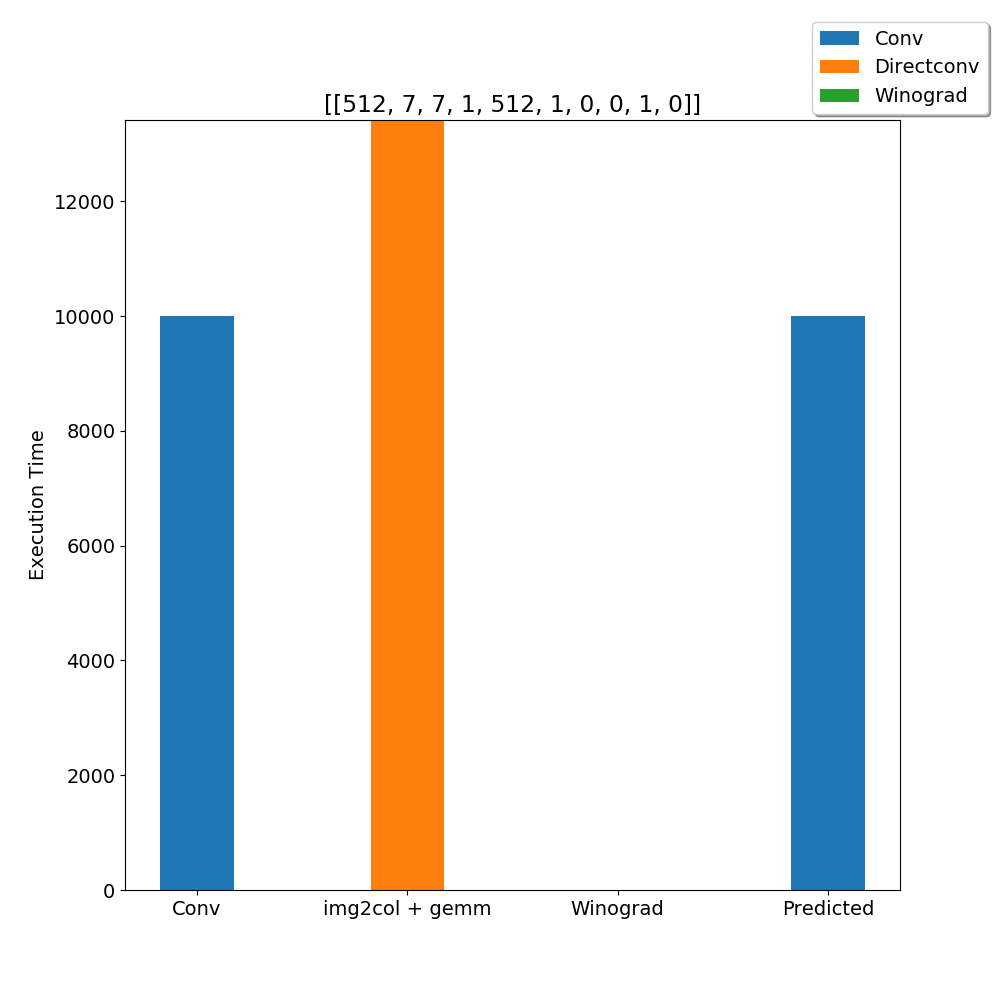 Conv
Directconv
Winograd
[[512, 7, 7, 1, 512, 1, 0, 0, 1, 0]]
12000
10000
8000
6000
4000
2000
0
Execution Time
Conv
img2col + gemm
Winograd
Predicted